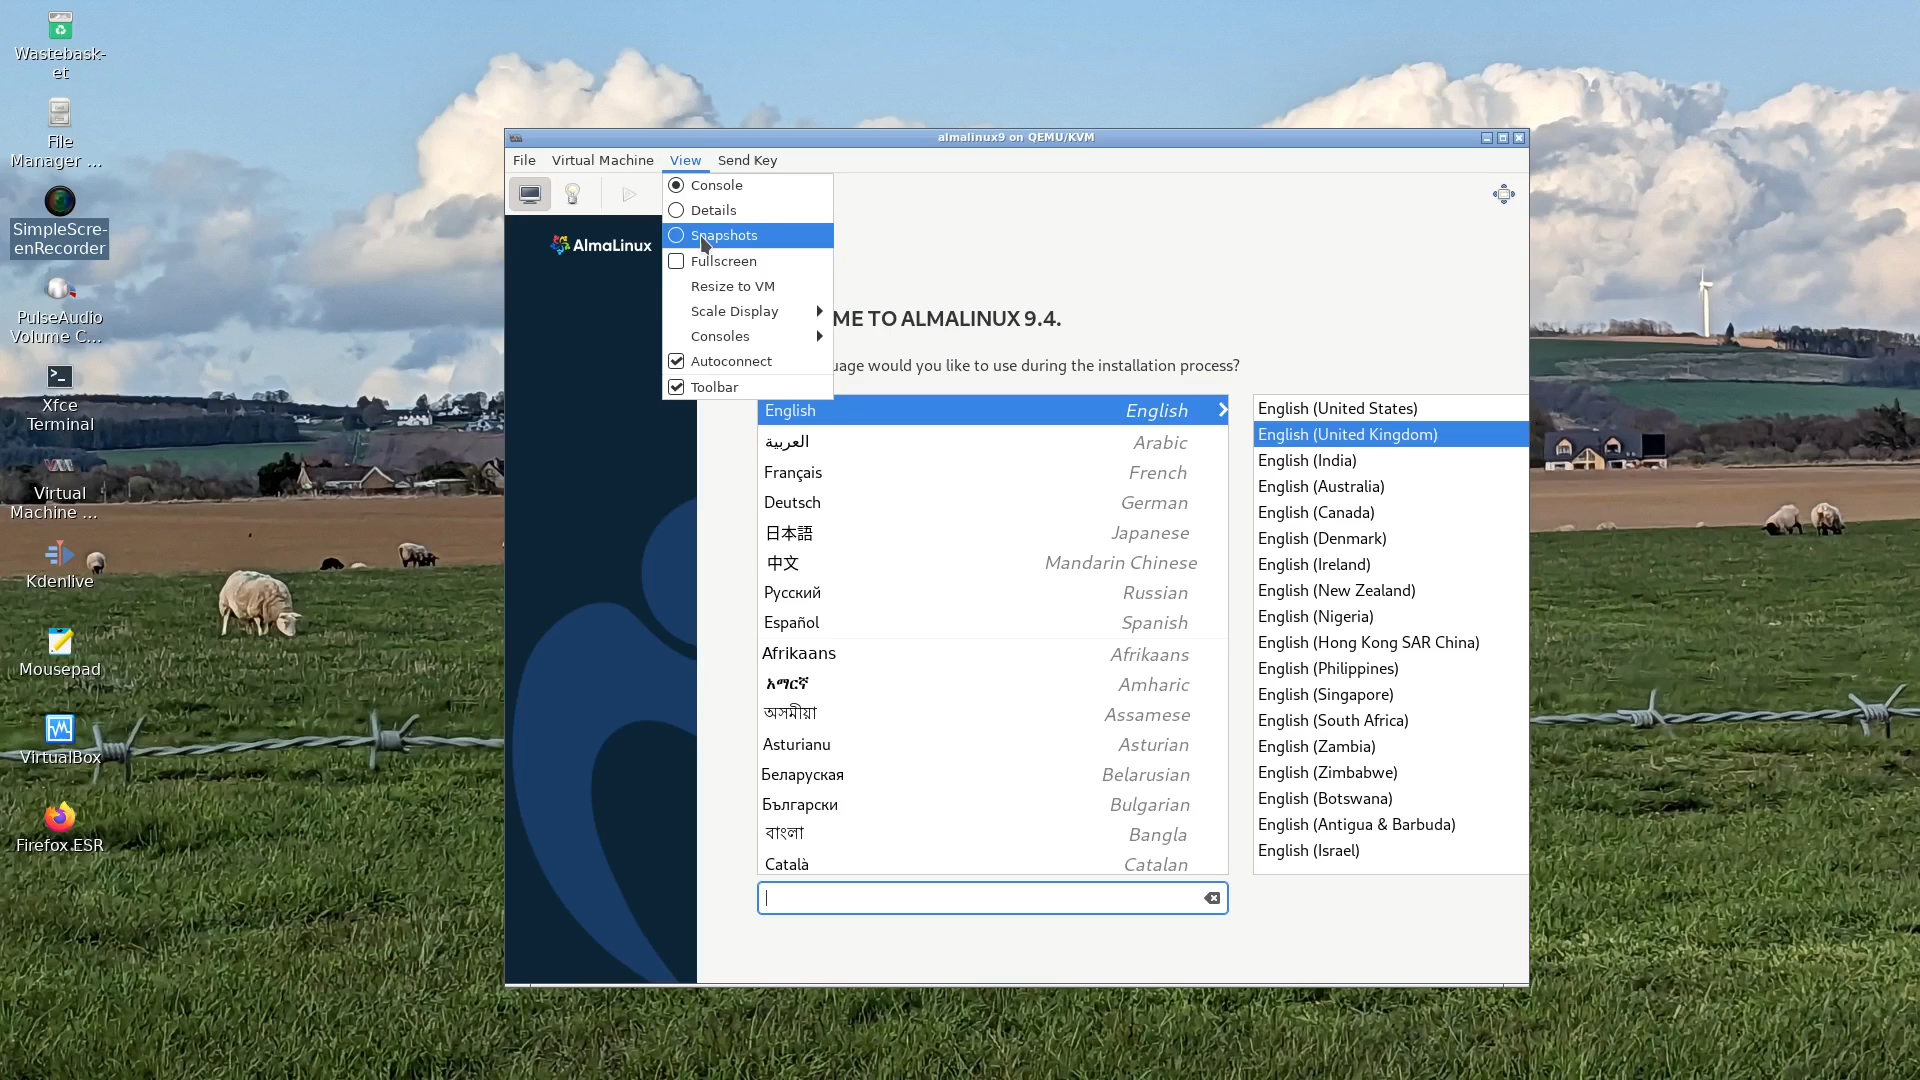 Wastebask-
et
File
Manager ...
SimpleScre-
enRecorder
PulseAudio
Volume C...
Xfce
Terminal
Virtual
Machine ...
Kdenlive
Mousepad
VirtualBox
Firefox ESR
almalinux9 on QEMU/KVM
File Virtual Machine View Send Key
Console
Details
Snapshots
Fullscreen
Resize to VM
Scale Display
Consoles
Autoconnect
Toolbar
AlmaLinux
ME TO ALMALINUX 9.4.
uage would you like to use during the installation process?
English English
العربية Arabic
Français French
Deutsch German
日本語 Japanese
中文 Mandarin Chinese
Русский Russian
Español Spanish
Afrikaans Afrikaans
አማርኛ Amharic
অসমীয়া Assamese
Asturianu Asturian
Беларуская Belarusian
Български Bulgarian
বাংলা Bangla
Català Catalan
English (United States)
English (United Kingdom)
English (India)
English (Australia)
English (Canada)
English (Denmark)
English (Ireland)
English (New Zealand)
English (Nigeria)
English (Hong Kong SAR China)
English (Philippines)
English (Singapore)
English (South Africa)
English (Zambia)
English (Zimbabwe)
English (Botswana)
English (Antigua & Barbuda)
English (Israel)